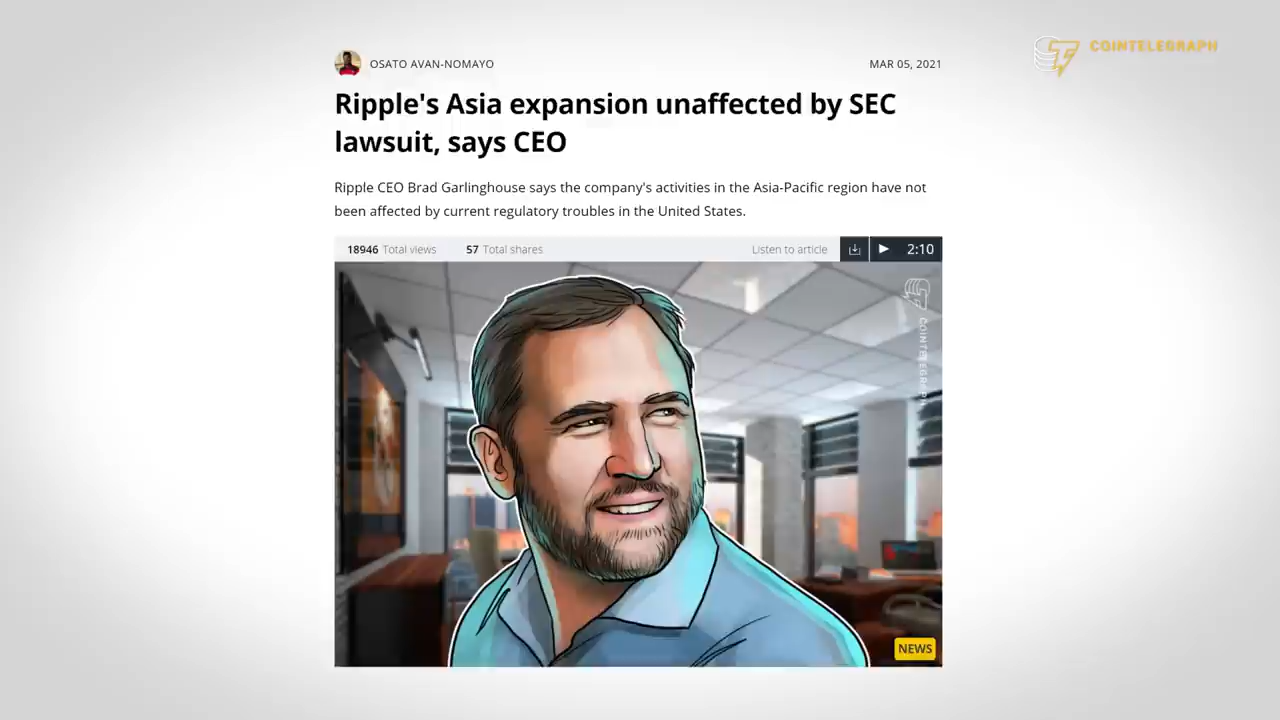 COINTELEGRAPH
OSATO AVAN-NOMAYO MAR 05, 2021
Ripple's Asia expansion unaffected by SEC
lawsuit, says CEO
Ripple CEO Brad Garlinghouse says the company's activities in the Asia-Pacific region have not
been affected by current regulatory troubles in the United States.
18946 Total views 57 Total shares Listen to article 2:10
COINTELEGRAPH
NEWS